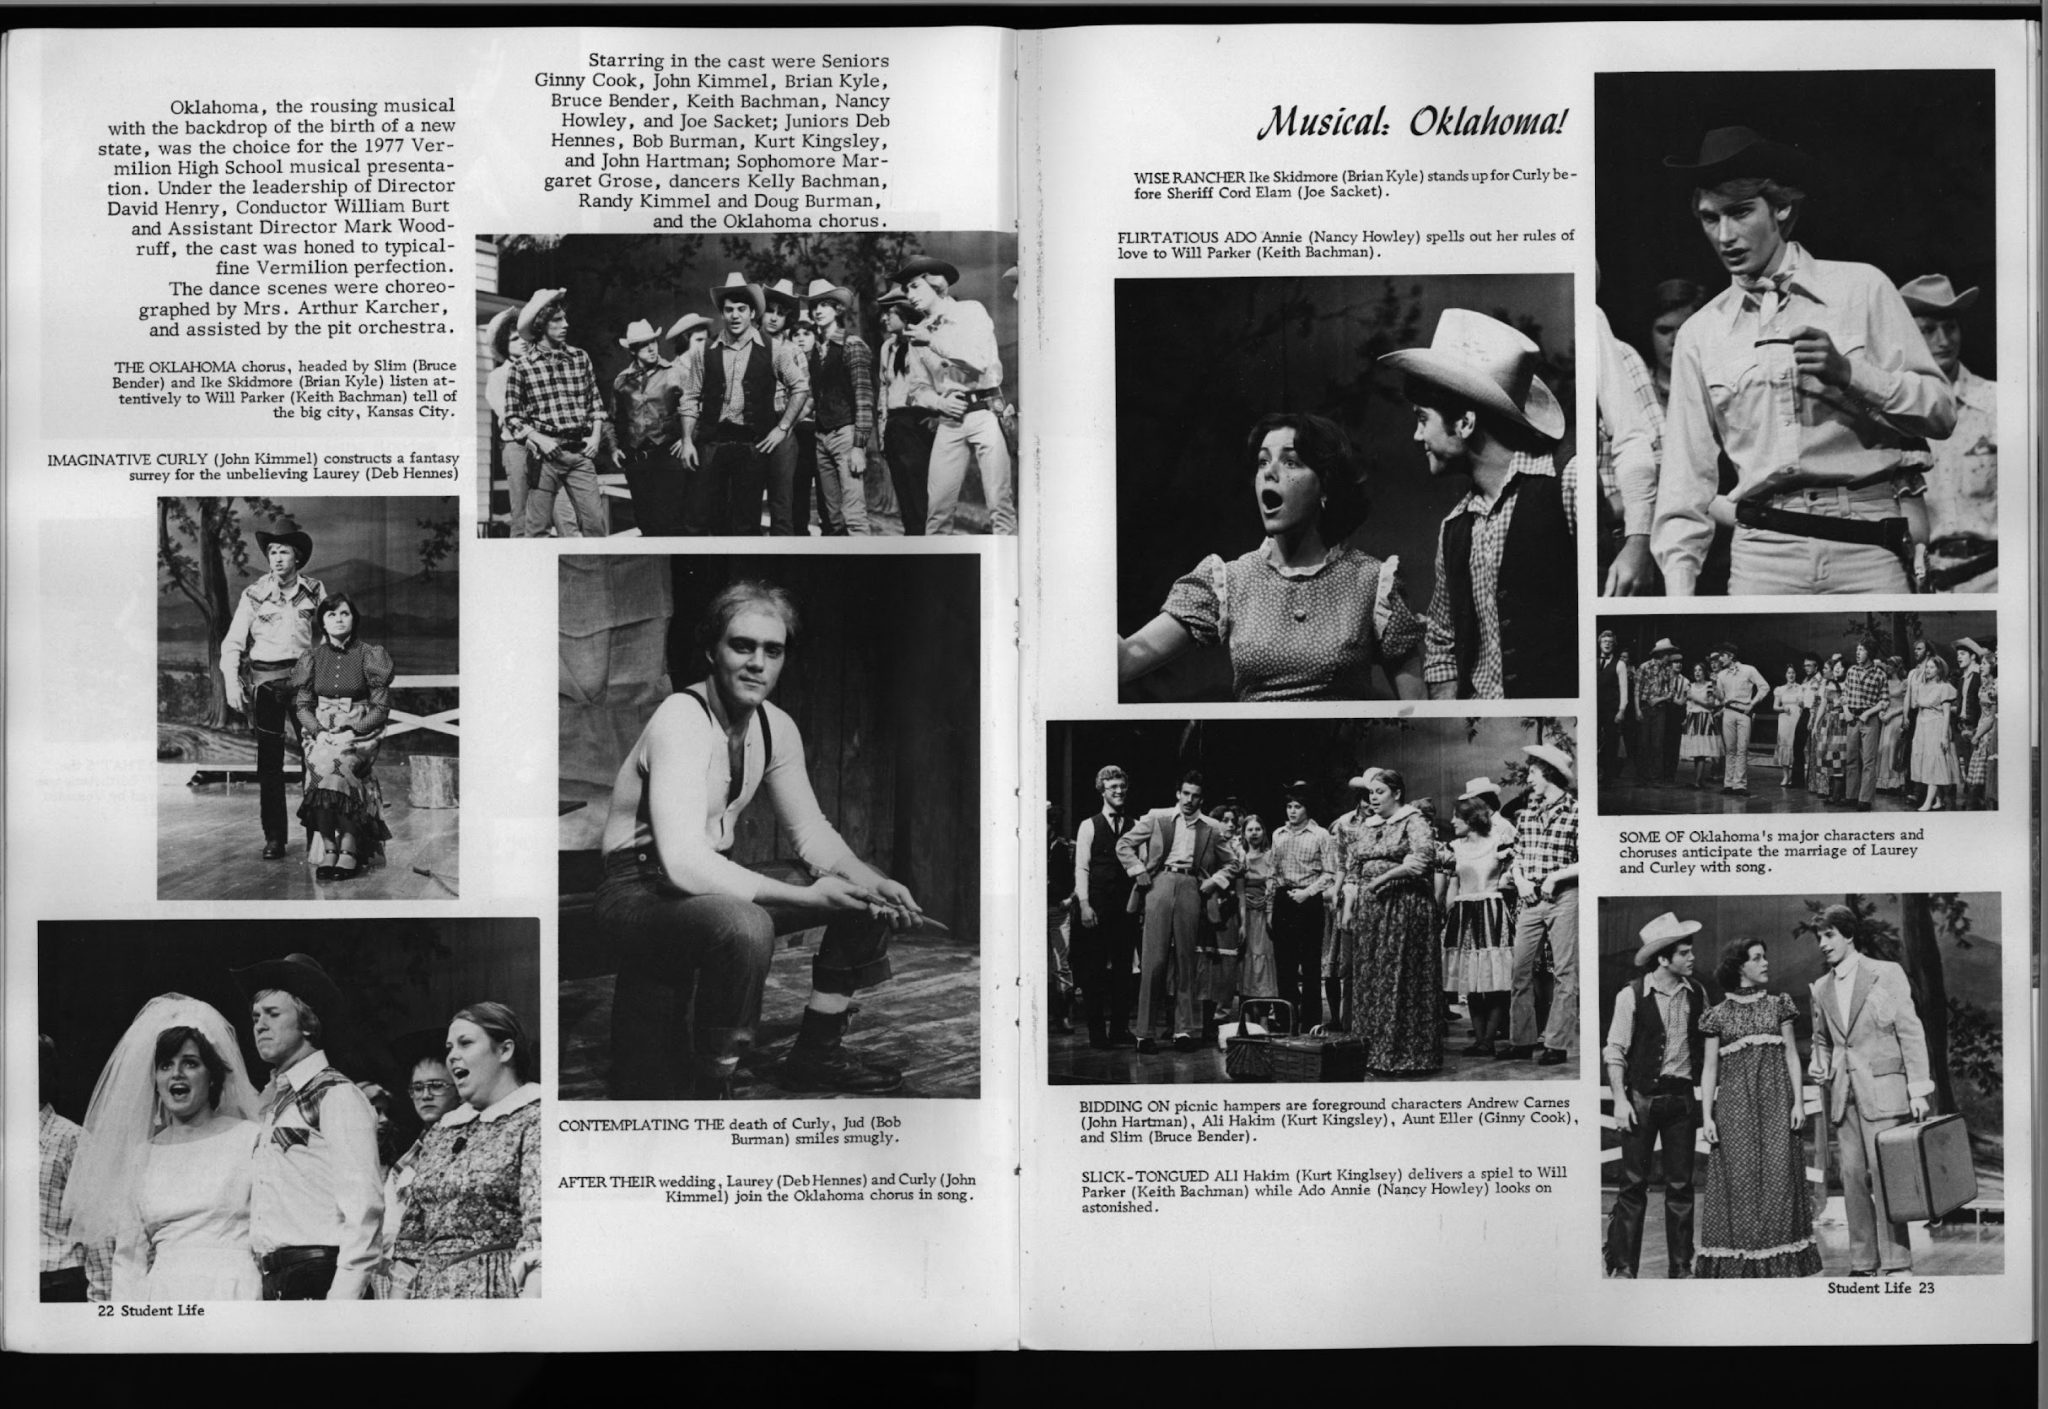 Oklahoma, the rousing musical
with the backdrop of the birth of a new
state, was the choice for the 1977 Ver-
milion High School musical presenta-
tion. Under the leadership of Director
David Henry, Conductor William Burt
and Assistant Director Mark Wood-
ruff, the cast was honed to typical-
fine Vermilion perfection.
The dance scenes were choreo-
graphed by Mrs. Arthur Karcher,
and assisted by the pit orchestra.
THE OKLAHOMA chorus, headed by Slim (Bruce
Bender) and Ike Skidmore (Brian Kyle) listen at-
tentively to Will Parker (Keith Bachman) tell of
the big city, Kansas City.
IMAGINATIVE CURLY (John Kimmel) constructs a fantasy
surrey for the unbelieving Laurey (Deb Hennes)
Starring in the cast were Seniors
Ginny Cook, John Kimmel, Brian Kyle,
Bruce Bender, Keith Bachman, Nancy
Howley, and Joe Sacket; Juniors Deb
Hennes, Bob Burman, Kurt Kingsley,
and John Hartman; Sophomore Mar-
garet Grose, dancers Kelly Bachman,
Randy Kimmel and Doug Burman,
and the Oklahoma chorus.
CONTEMPLATING THE death of Curly, Jud (Bob
Burman) smiles smugly.
AFTER THEIR wedding, Laurey (Deb Hennes) and Curly (John
Kimmel) join the Oklahoma chorus in song.
22 Student Life
Musical: Oklahoma!
WISE RANCHER Ike Skidmore (Brian Kyle) stands up for Curly be-
fore Sheriff Cord Elam (Joe Sacket).
FLIRTATIOUS ADO Annie (Nancy Howley) spells out her rules of
love to Will Parker (Keith Bachman).
SOME OF Oklahoma's major characters and
choruses anticipate the marriage of Laurey
and Curley with song.
BIDDING ON picnic hampers are foreground characters Andrew Carnes
(John Hartman), Ali Hakim (Kurt Kingsley), Aunt Eller (Ginny Cook),
and Slim (Bruce Bender).
SLICK-TONGUED ALI Hakim (Kurt Kinglsey) delivers a spiel to Will
Parker (Keith Bachman) while Ado Annie (Nancy Howley) looks on
astonished.
Student Life 23